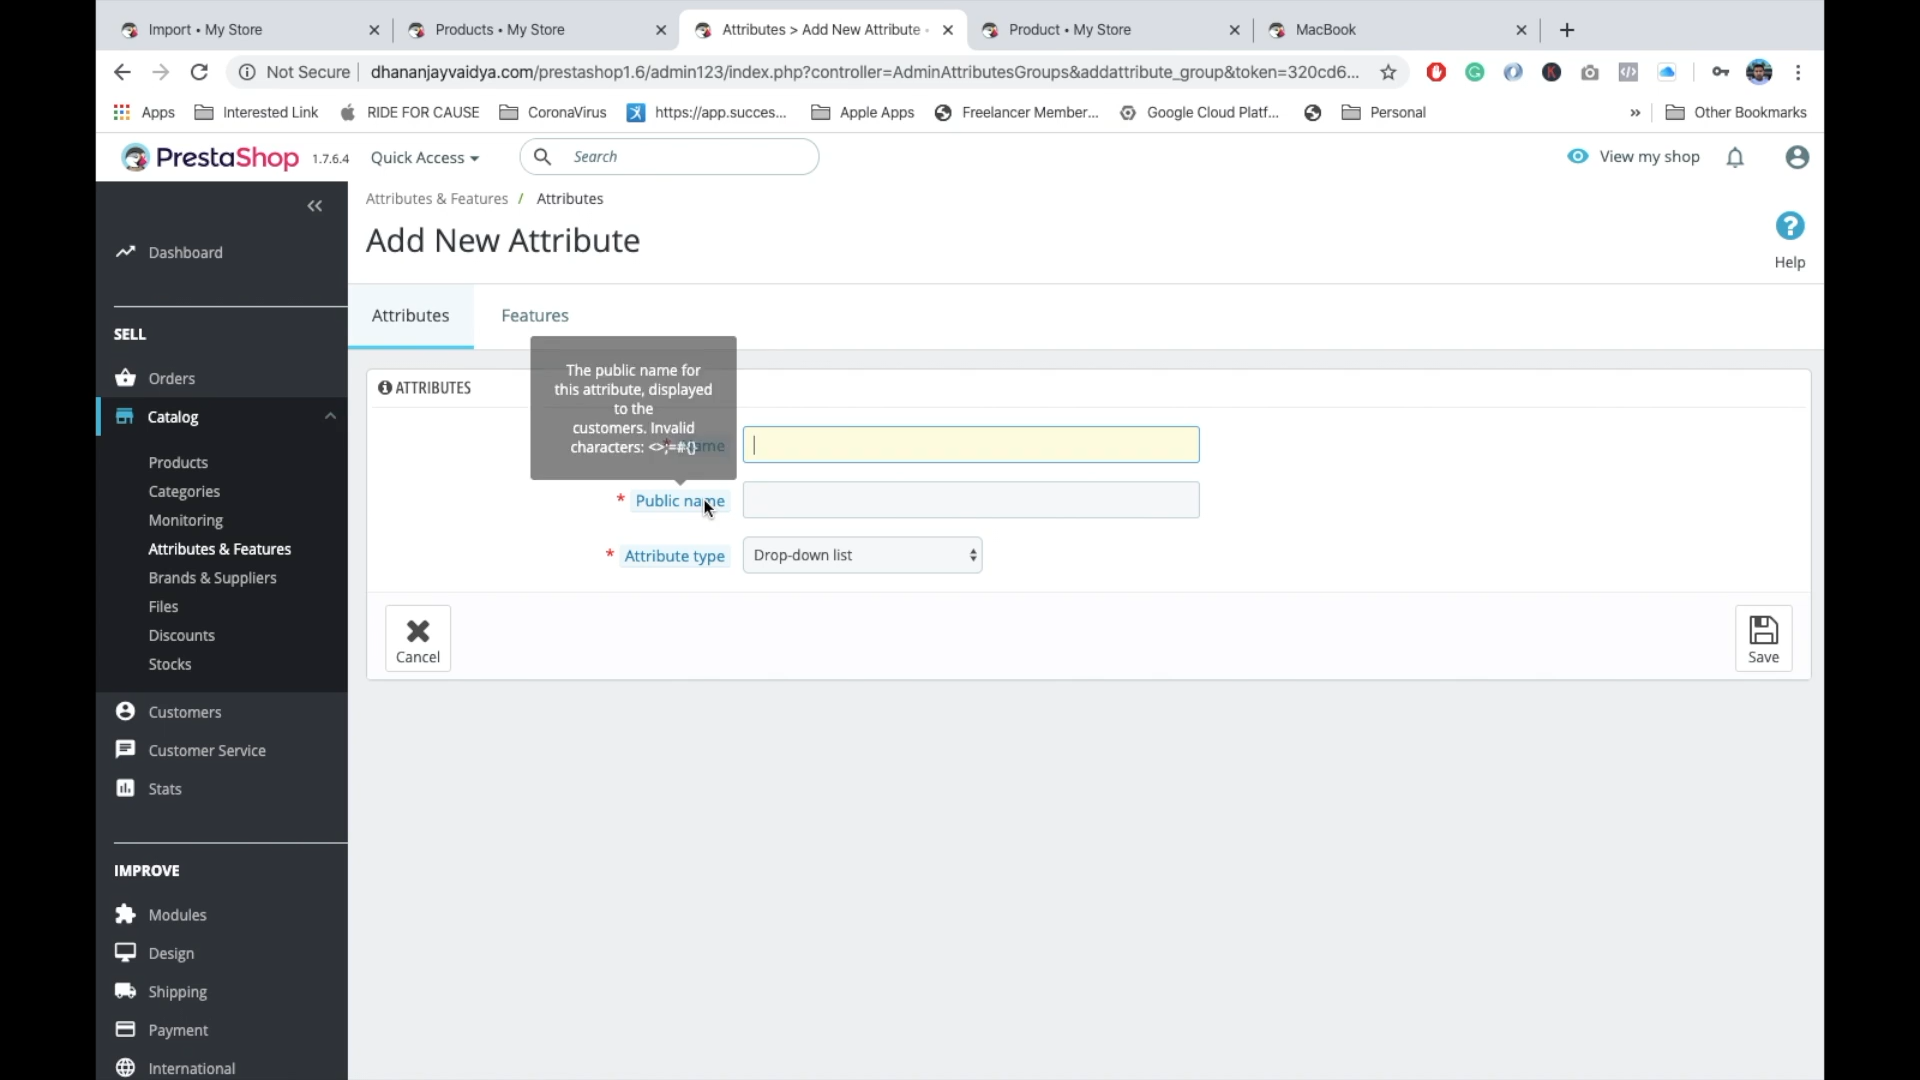 Import • My Store
Products • My Store
Attributes > Add New Attribute •
Product • My Store
MacBook
Not Secure
dhananjayvaidya.com/prestashop1.6/admin123/index.php?controller=AdminAttributesGroups&addattribute_group&token=320cd6...
Apps
Interested Link
RIDE FOR CAUSE
CoronaVirus
https://app.succes...
Apple Apps
Freelancer Member...
Google Cloud Platf...
Personal
»
Other Bookmarks
PrestaShop 1.7.6.4
Quick Access
Search
View my shop
Attributes & Features / Attributes
Add New Attribute
Help
Attributes
Features
The public name for
this attribute, displayed
to the
customers. Invalid
characters: <>;=#{}
ATTRIBUTES
* Public name
* Attribute type
Drop-down list
Cancel
Save
Dashboard
SELL
Orders
Catalog
Products
Categories
Monitoring
Attributes & Features
Brands & Suppliers
Files
Discounts
Stocks
Customers
Customer Service
Stats
IMPROVE
Modules
Design
Shipping
Payment
International